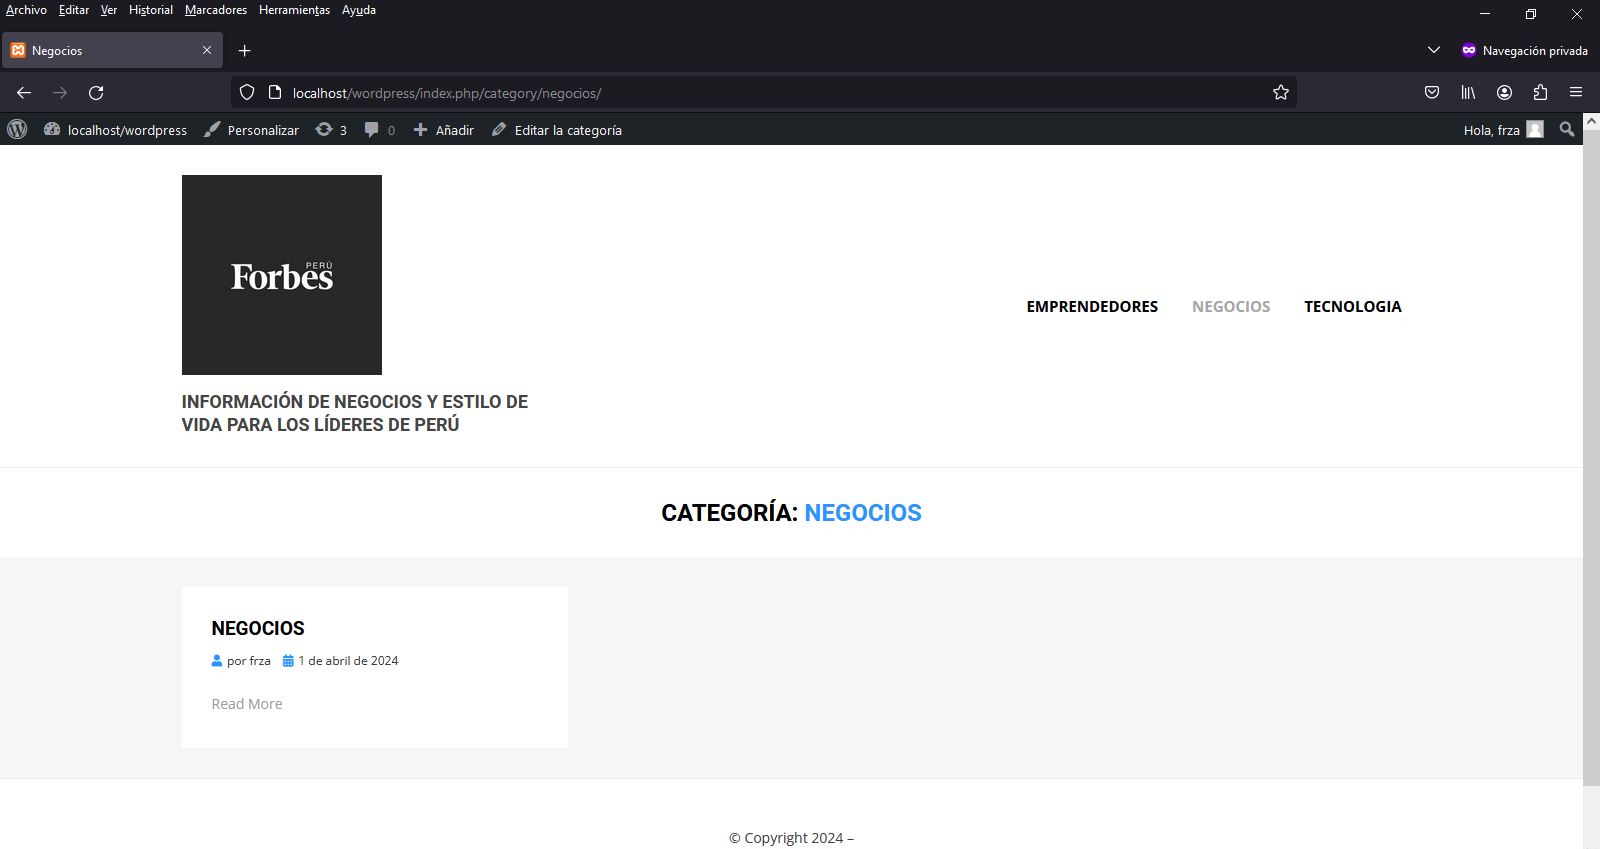 Archivo Editar Ver Historial Marcadores Herramientas Ayuda
Negocios
Navegación privada
localhost/wordpress/index.php/category/negocios/
localhost/wordpress Personalizar 3 0 Añadir Editar la categoría Hola, frza
PERÚ
Forbes
EMPRENDEDORES NEGOCIOS TECNOLOGIA
INFORMACIÓN DE NEGOCIOS Y ESTILO DE
VIDA PARA LOS LÍDERES DE PERÚ
CATEGORÍA: NEGOCIOS
NEGOCIOS
por frza 1 de abril de 2024
Read More
© Copyright 2024 –